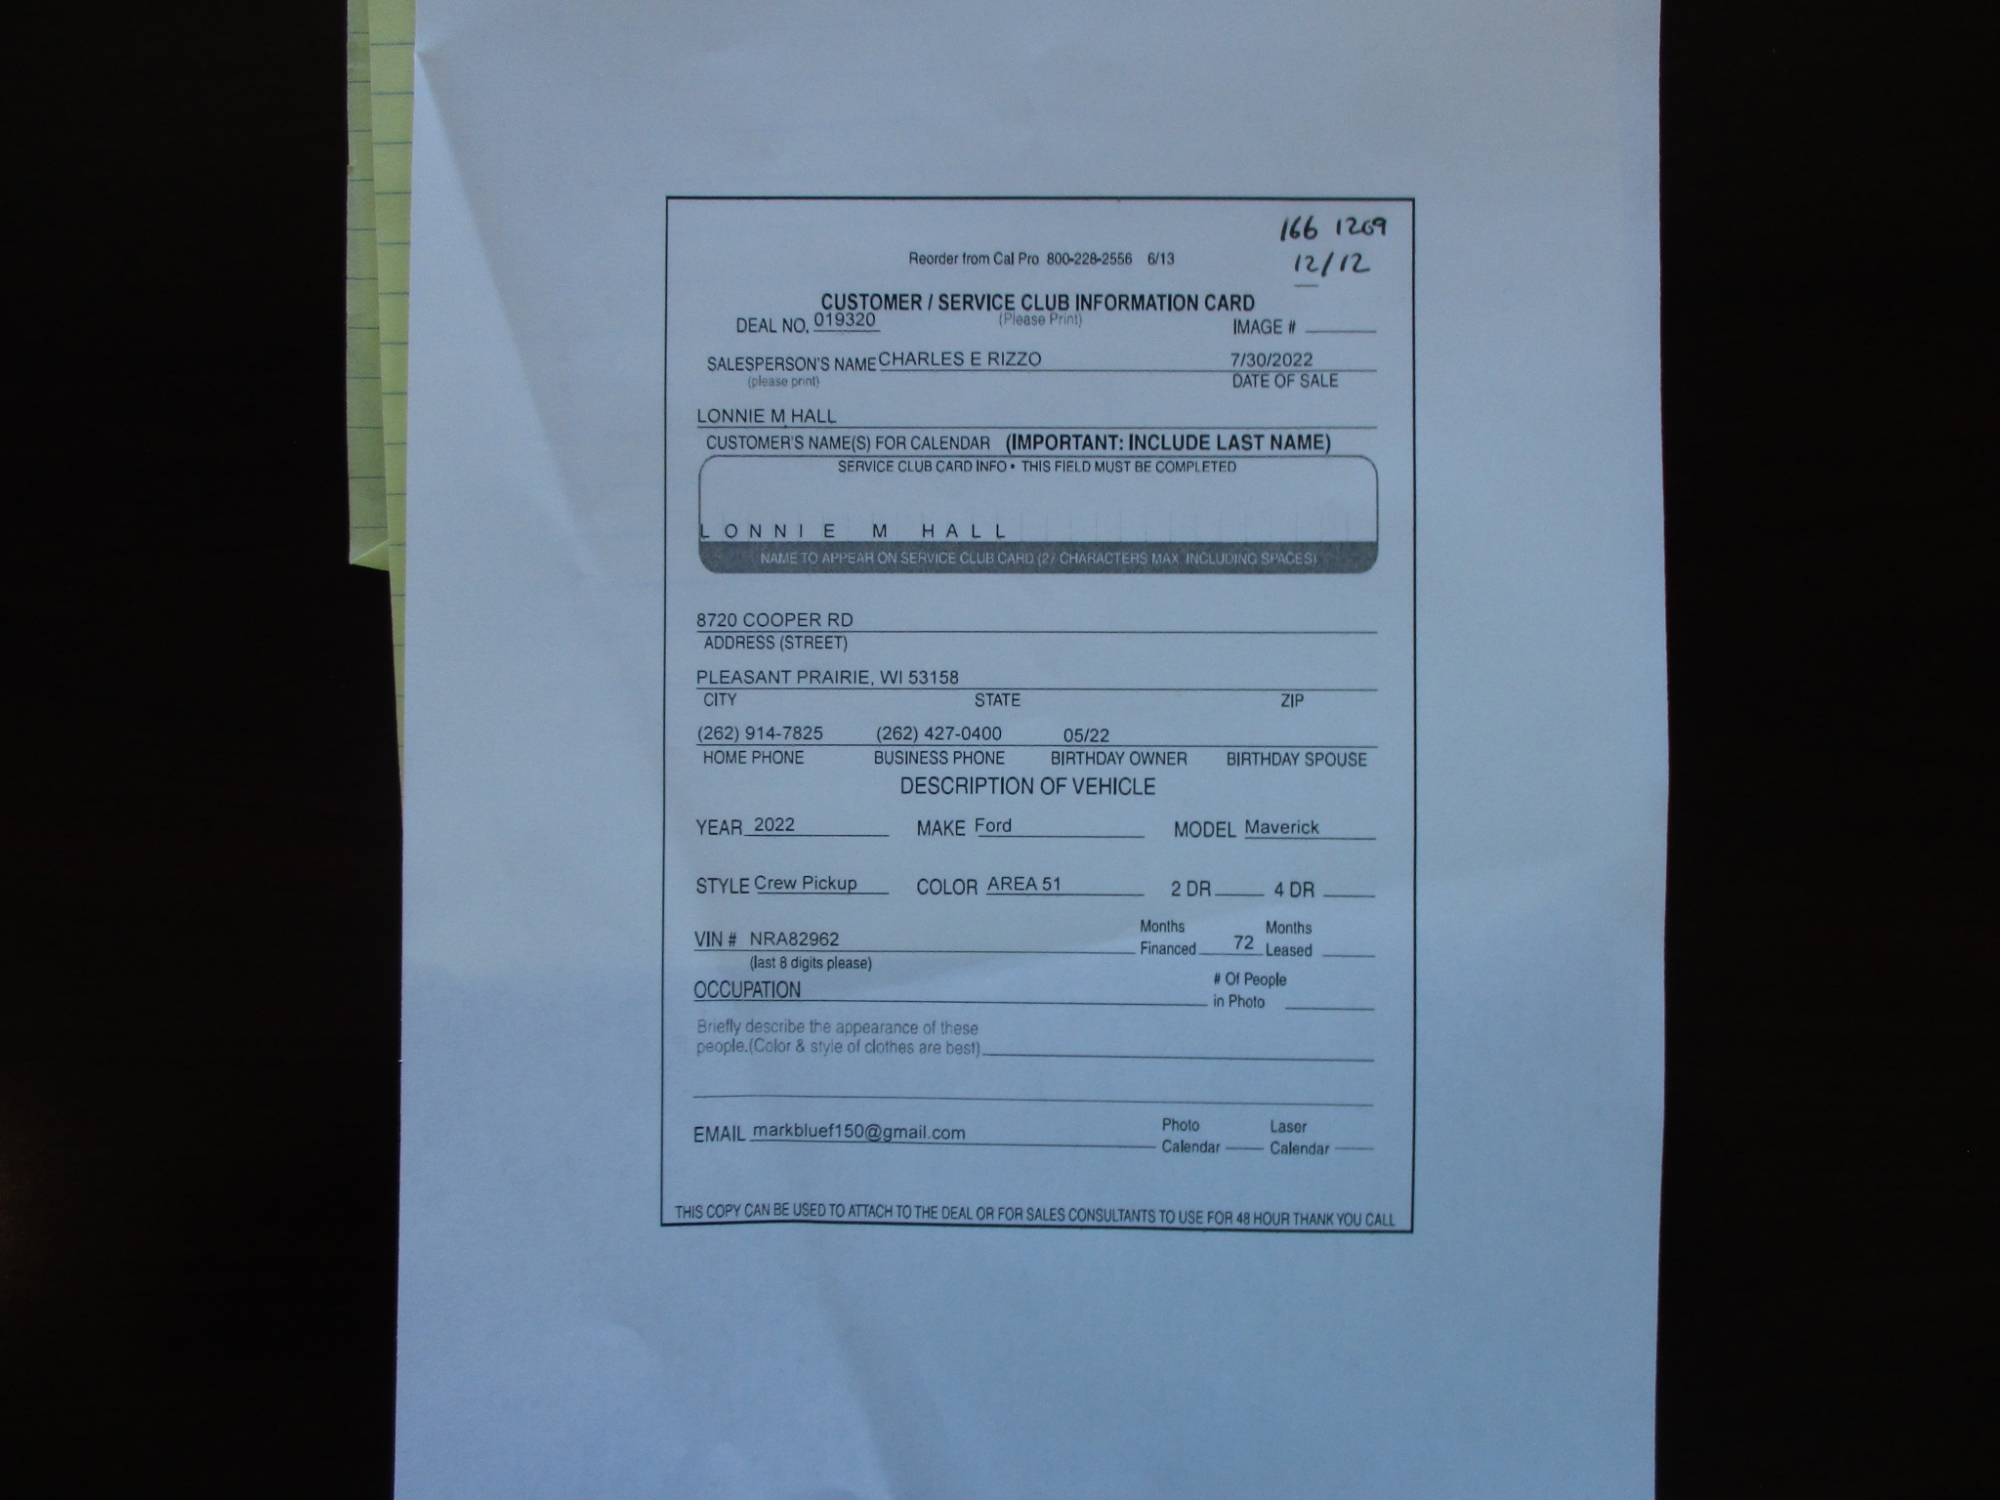 166 1269
Reorder from Cal Pro 800-228-2556 6/13
12/12
CUSTOMER / SERVICE CLUB INFORMATION CARD
DEAL NO. 019320 (Please Print) IMAGE #
SALESPERSON'S NAME CHARLES E RIZZO 7/30/2022
(please print) DATE OF SALE
LONNIE M HALL
CUSTOMER'S NAME(S) FOR CALENDAR (IMPORTANT: INCLUDE LAST NAME)
SERVICE CLUB CARD INFO • THIS FIELD MUST BE COMPLETED
LONNIE M HALL
NAME TO APPEAR ON SERVICE CLUB CARD (27 CHARACTERS MAX. INCLUDING SPACES)
8720 COOPER RD
ADDRESS (STREET)
PLEASANT PRAIRIE, WI 53158
CITY STATE ZIP
(262) 914-7825 (262) 427-0400 05/22
HOME PHONE BUSINESS PHONE BIRTHDAY OWNER BIRTHDAY SPOUSE
DESCRIPTION OF VEHICLE
YEAR 2022 MAKE Ford MODEL Maverick
STYLE Crew Pickup COLOR AREA 51 2 DR 4 DR
Months Months
VIN # NRA82962 Financed 72 Leased
(last 8 digits please)
OCCUPATION # Of People
in Photo
Briefly describe the appearance of these
people.(Color & style of clothes are best)
EMAIL markbluef150@gmail.com Photo Laser
Calendar Calendar
THIS COPY CAN BE USED TO ATTACH TO THE DEAL OR FOR SALES CONSULTANTS TO USE FOR 48 HOUR THANK YOU CALL